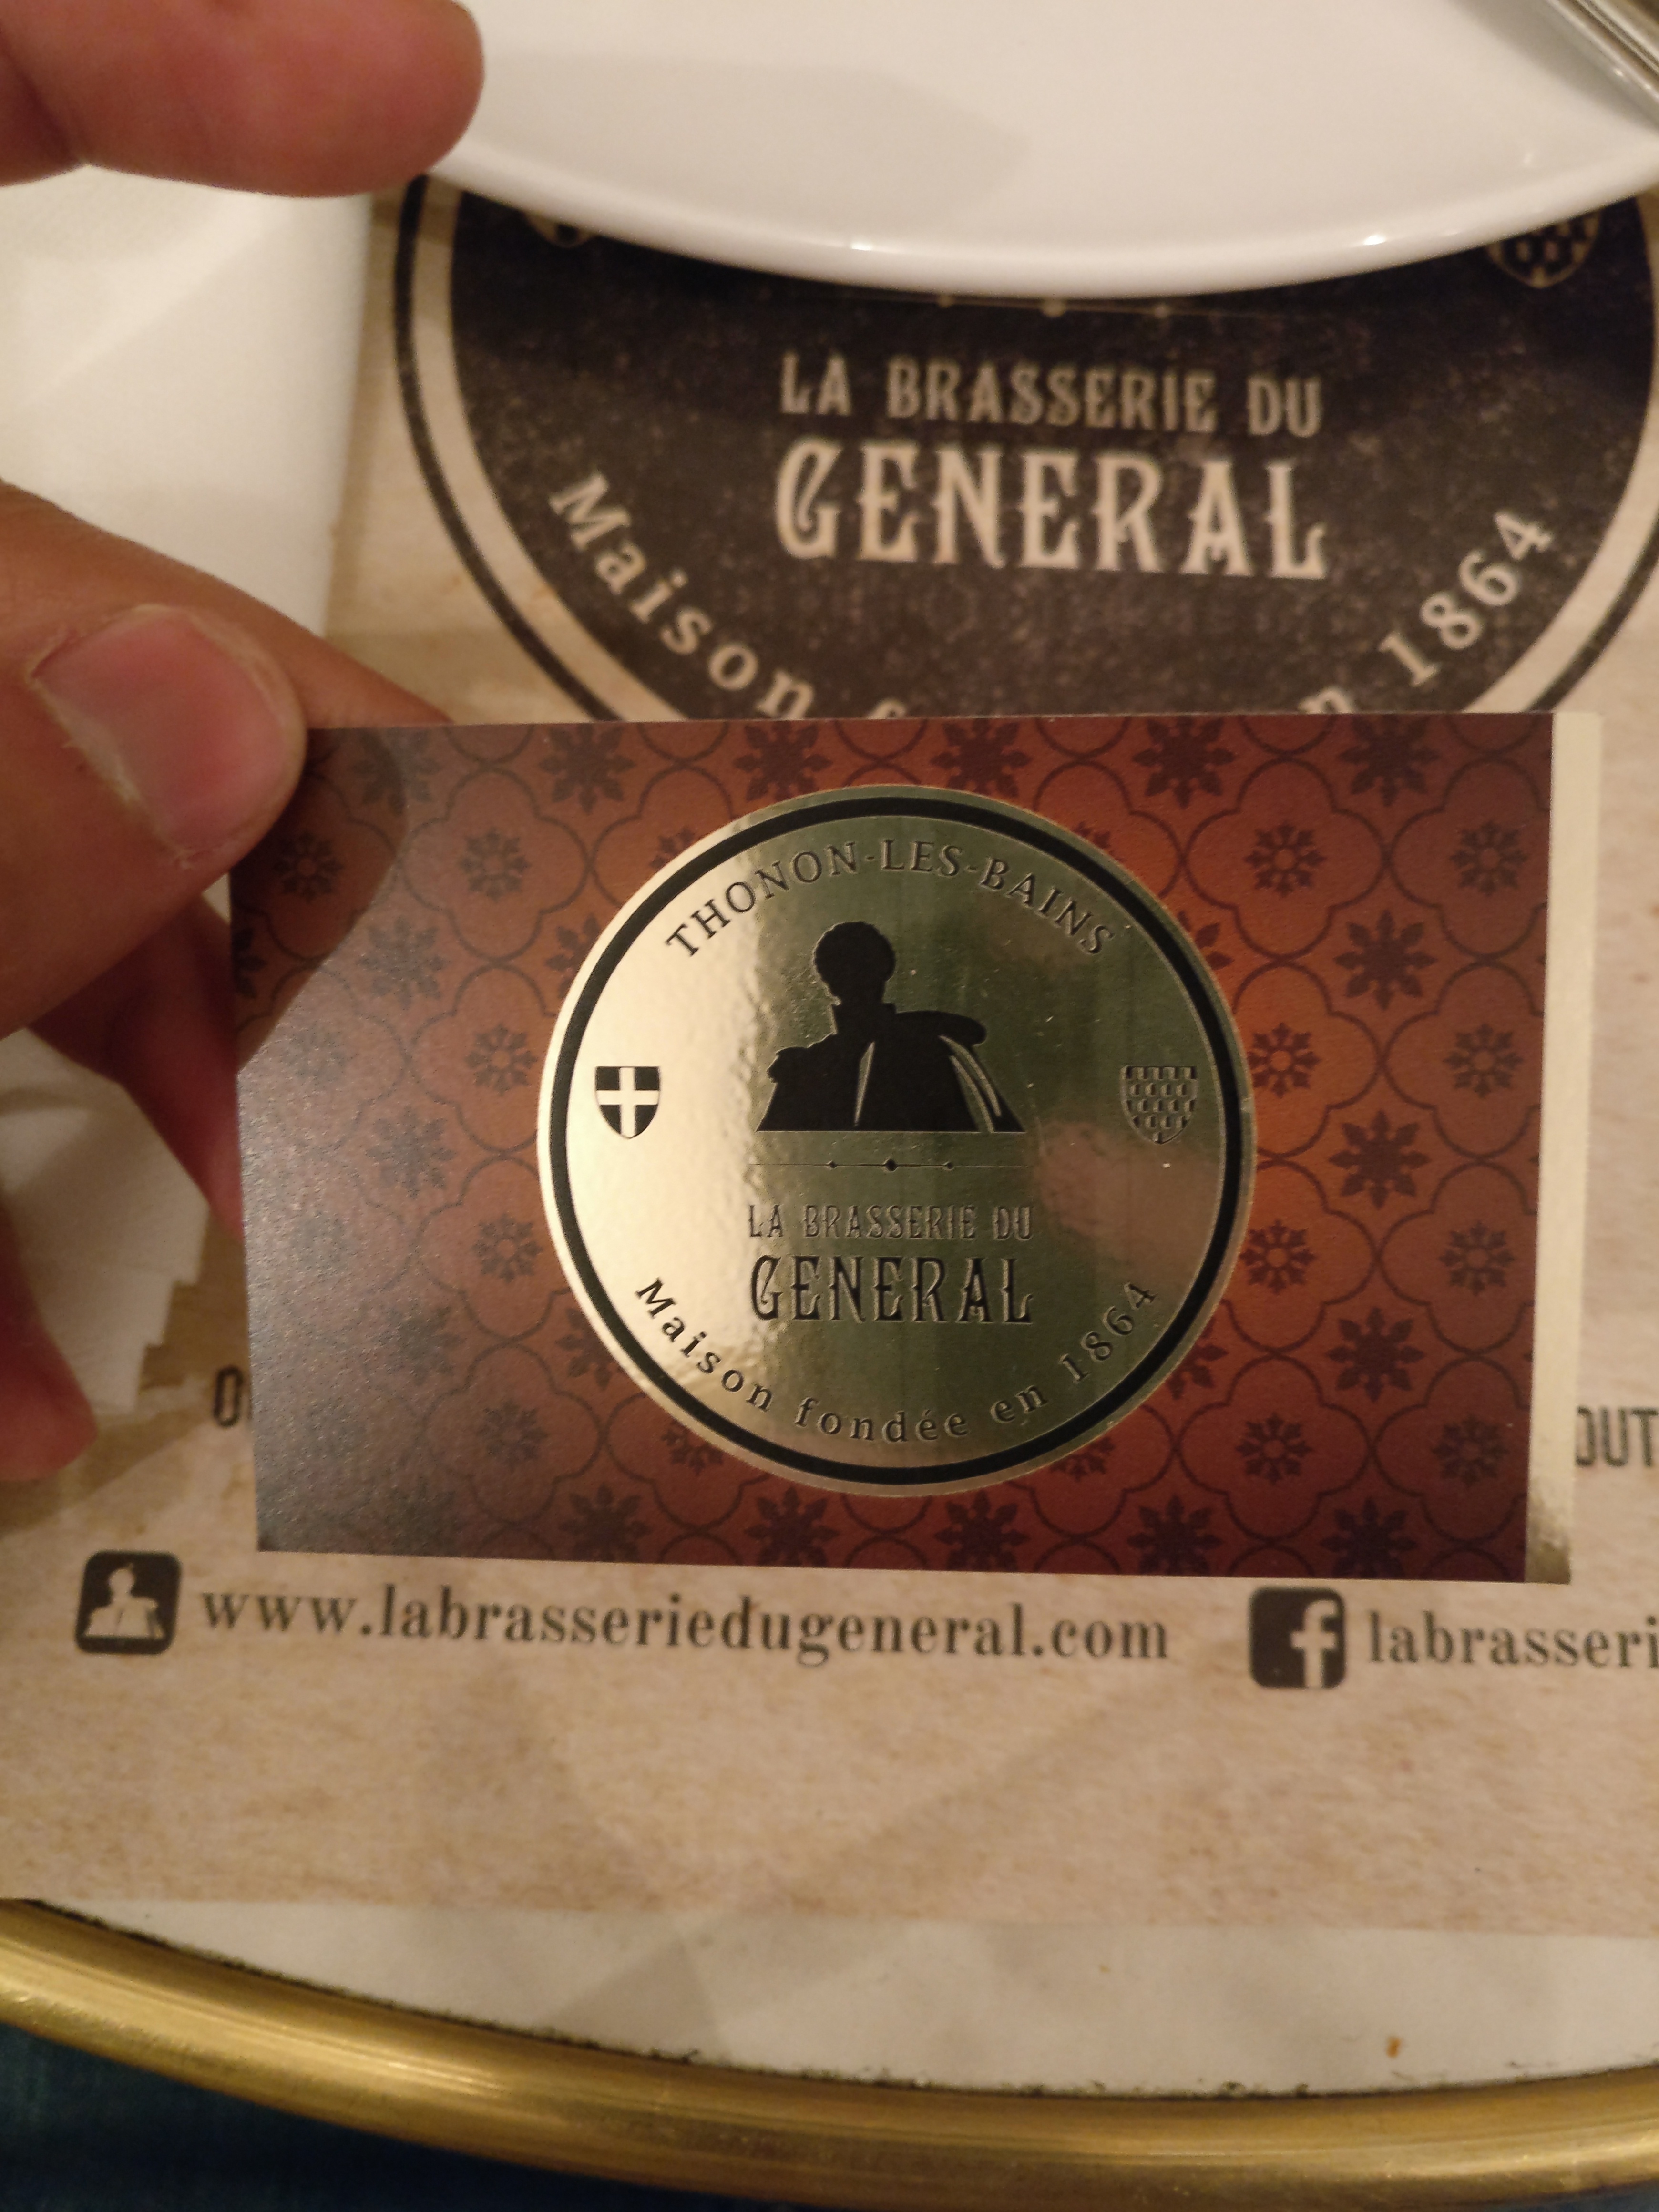 LA BRASSERIE DU
GENERAL
Maison
1864
THONON-LES-BAINS
LA BRASSERIE DU
GENERAL
Maison fondée en 1864
www.labrasseriedugeneral.com
labrasseri